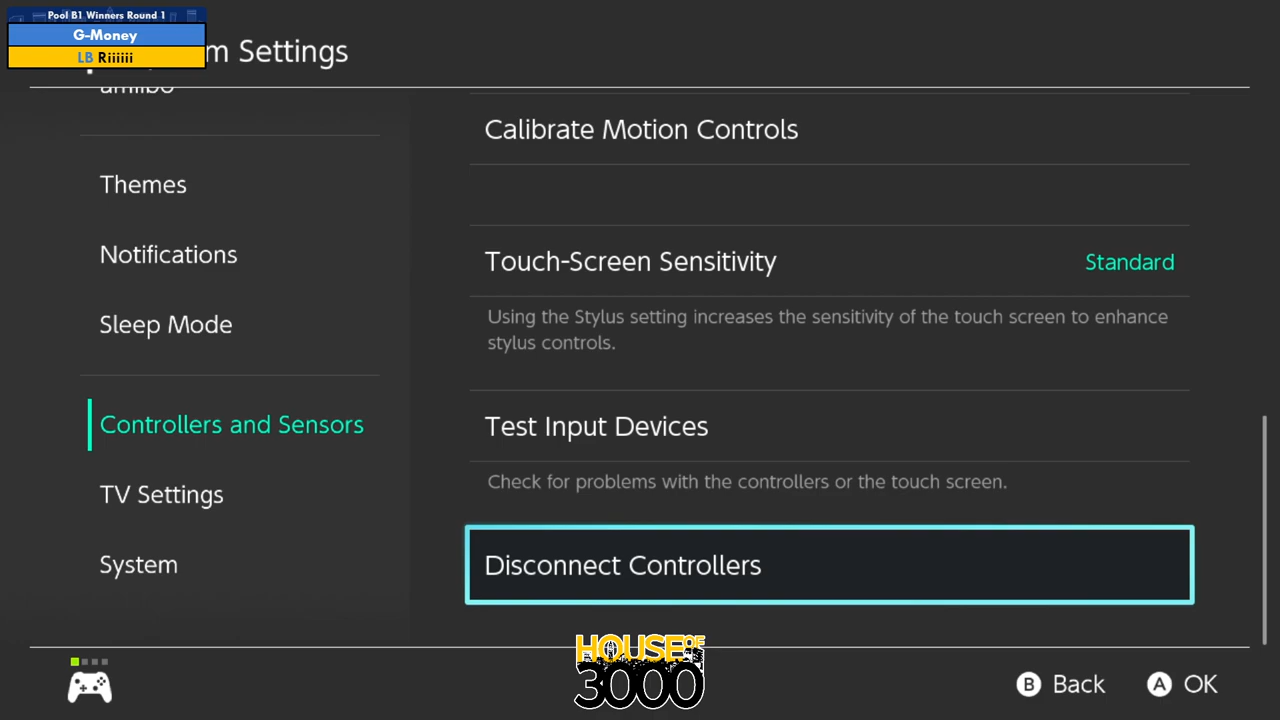 Pool B1 Winners Round 1
G-Money
LB Riiiiii
m Settings
amiibo
Themes
Notifications
Sleep Mode
Controllers and Sensors
TV Settings
System
Calibrate Motion Controls
Touch-Screen Sensitivity Standard
Using the Stylus setting increases the sensitivity of the touch screen to enhance
stylus controls.
Test Input Devices
Check for problems with the controllers or the touch screen.
Disconnect Controllers
HOUSE OF
3000
B Back A OK